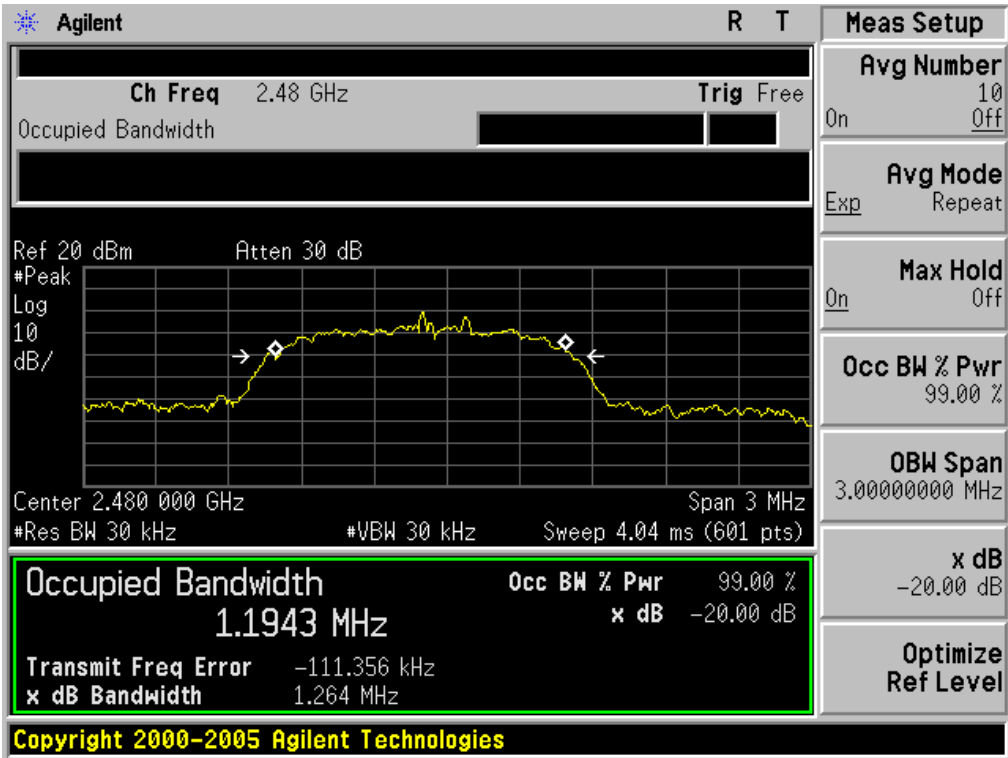 Agilent R T
Ch Freq 2.48 GHz Trig Free
Occupied Bandwidth
Ref 20 dBm Atten 30 dB
#Peak
Log
10
dB/
Center 2.480 000 GHz Span 3 MHz
#Res BW 30 kHz #VBW 30 kHz Sweep 4.04 ms (601 pts)
Occupied Bandwidth Occ BW % Pwr 99.00 %
1.1943 MHz x dB -20.00 dB
Transmit Freq Error -111.356 kHz
x dB Bandwidth 1.264 MHz
Copyright 2000-2005 Agilent Technologies
Meas Setup
Avg Number
10
On Off
Avg Mode
Exp Repeat
Max Hold
On Off
Occ BW % Pwr
99.00 %
OBW Span
3.00000000 MHz
x dB
-20.00 dB
Optimize
Ref Level